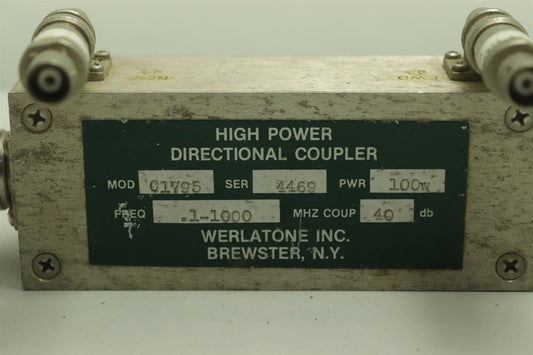 HIGH POWER
DIRECTIONAL COUPLER
MOD C1795 SER 4469 PWR 100W
FREQ .1-1000 MHZ COUP 40 db
WERLATONE INC.
BREWSTER, N.Y.